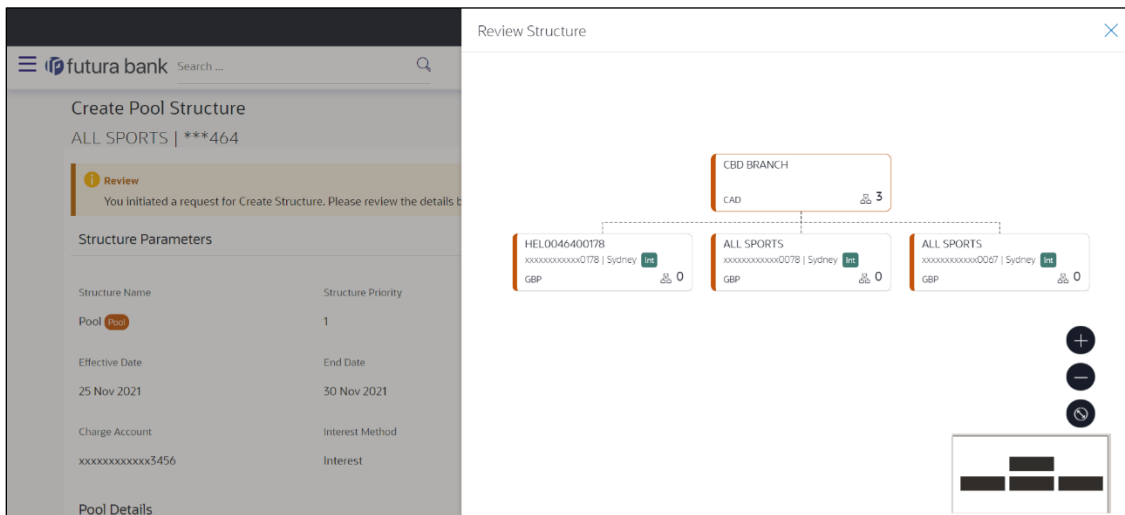 Review Structure
futura bank Search ...
Create Pool Structure
ALL SPORTS | ***464
Review
You initiated a request for Create Structure. Please review the details b
Structure Parameters
Structure Name Structure Priority
Pool Pool 1
Effective Date End Date
25 Nov 2021 30 Nov 2021
Charge Account Interest Method
xxxxxxxxxxxx3456 Interest
Pool Details
CBD BRANCH
CAD 3
HEL0046400178
xxxxxxxxxxxx0178 | Sydney Int
GBP 0
ALL SPORTS
xxxxxxxxxxxx0078 | Sydney Int
GBP 0
ALL SPORTS
xxxxxxxxxxxx0067 | Sydney Int
GBP 0